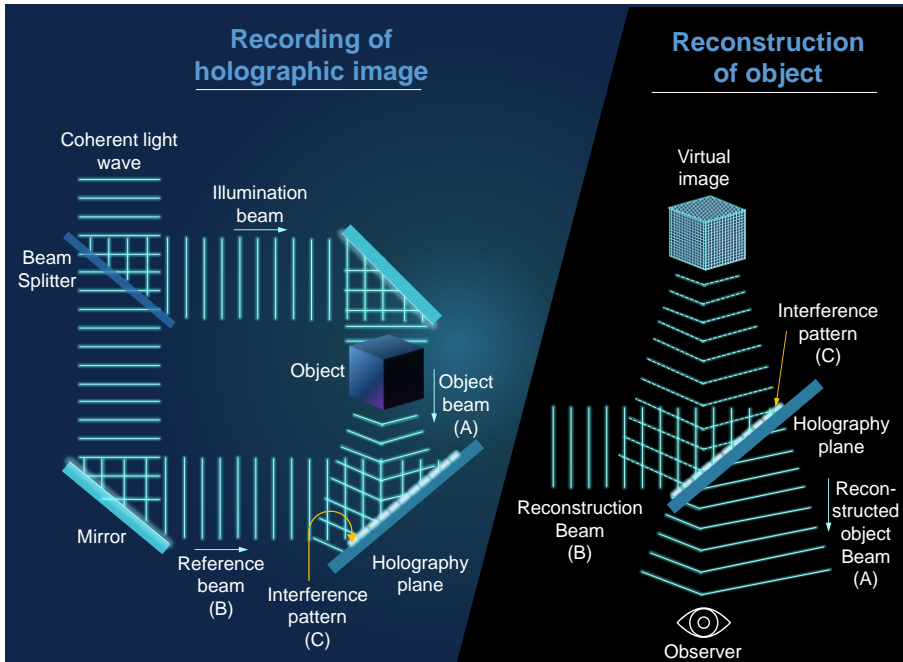 Recording of
holographic image
Coherent light
wave
Illumination
beam
Beam
Splitter
Object
Object
beam
(A)
Mirror
Reference
beam
(B)
Interference
pattern
(C)
Holography
plane
Reconstruction
of object
Virtual
image
Interference
pattern
(C)
Holography
plane
Reconstruction
Beam
(B)
Recon-
structed
object
Beam
(A)
Observer